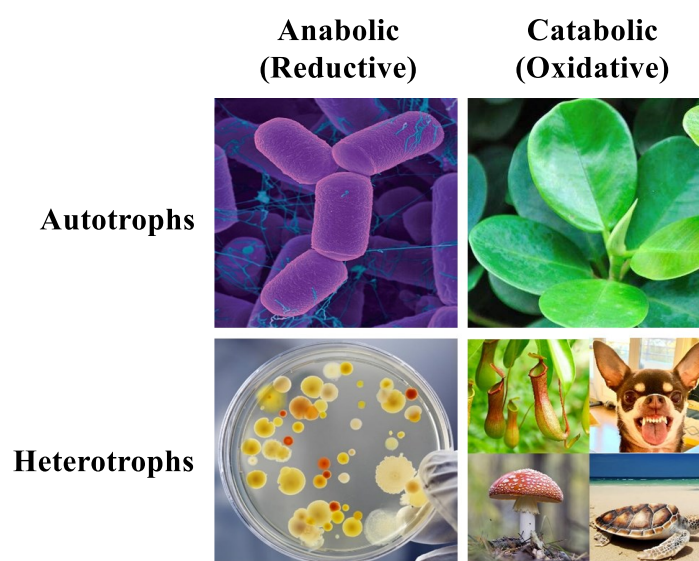 Anabolic
(Reductive)
Catabolic
(Oxidative)
Autotrophs
Heterotrophs